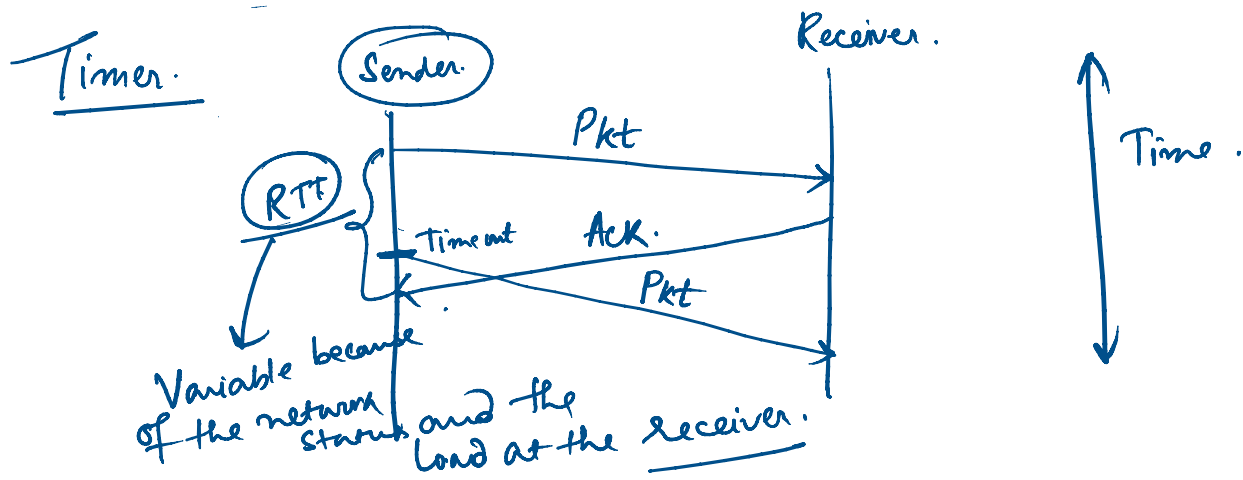 Timer.
Sender.
Receiver.
Pkt
Time.
RTT
Timeout
Ack.
Pkt
Variable because
of the network
status and the
load at the receiver.